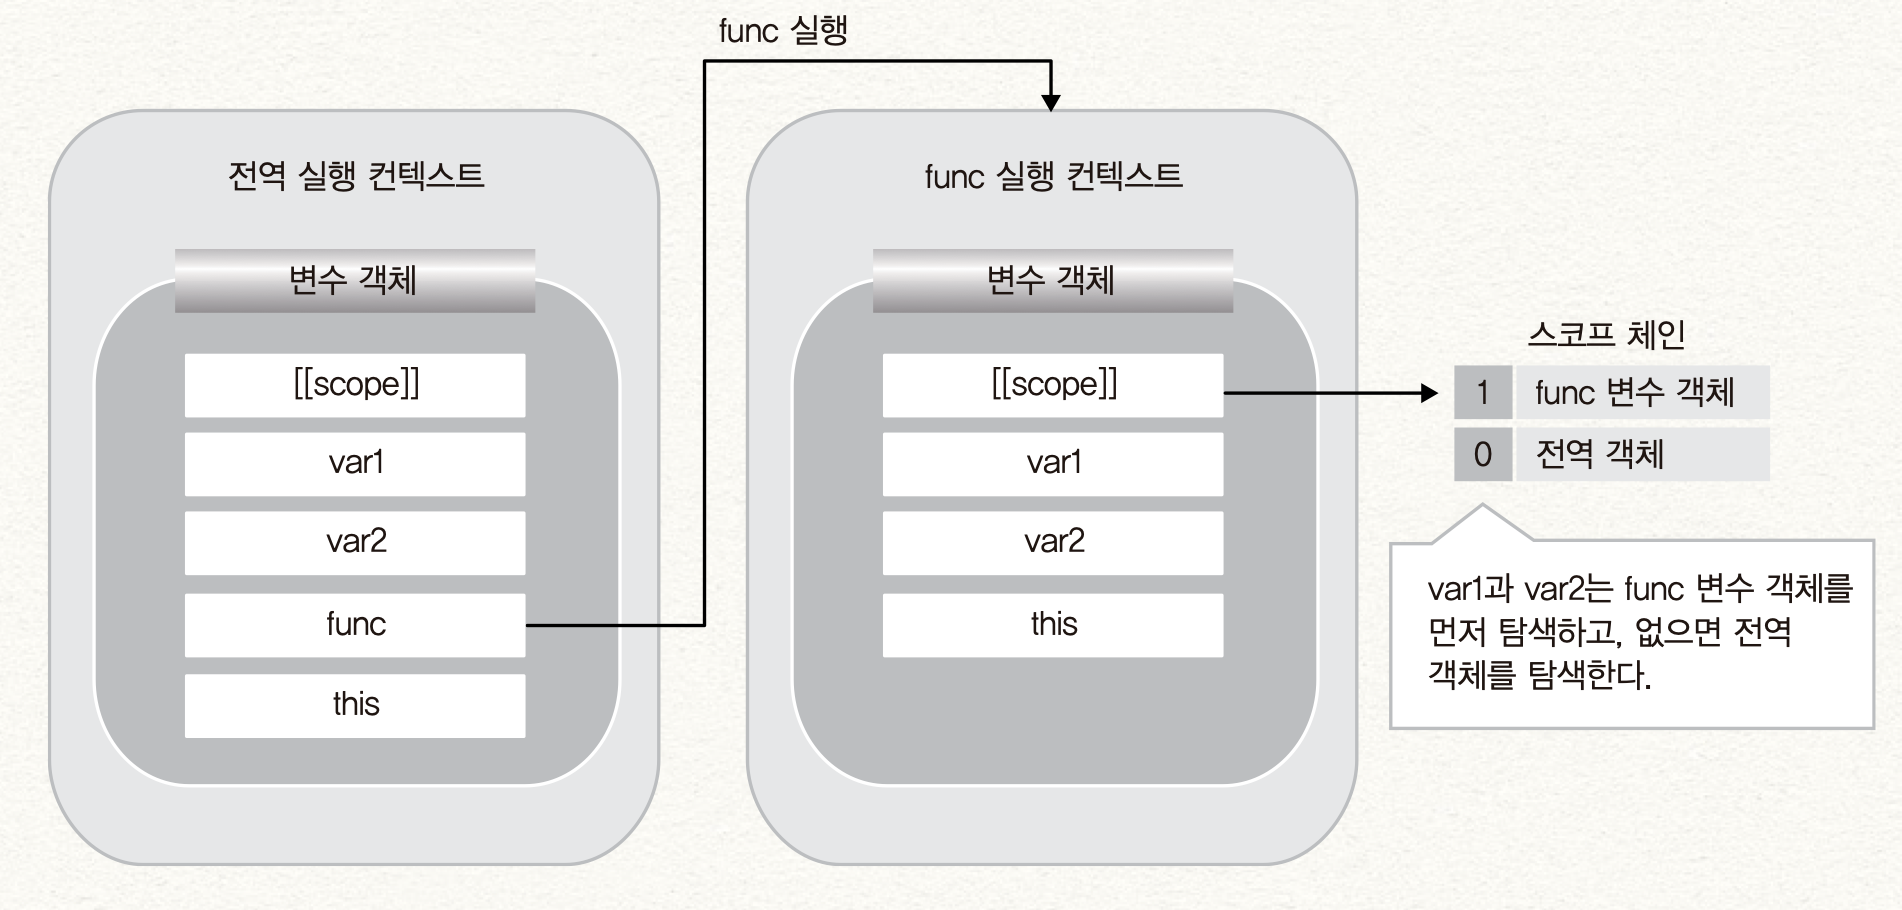 func 실행
전역 실행 컨텍스트
변수 객체
[[scope]]
var1
var2
func
this
func 실행 컨텍스트
변수 객체
[[scope]]
var1
var2
this
스코프 체인
1 func 변수 객체
0 전역 객체
var1과 var2는 func 변수 객체를
먼저 탐색하고, 없으면 전역
객체를 탐색한다.